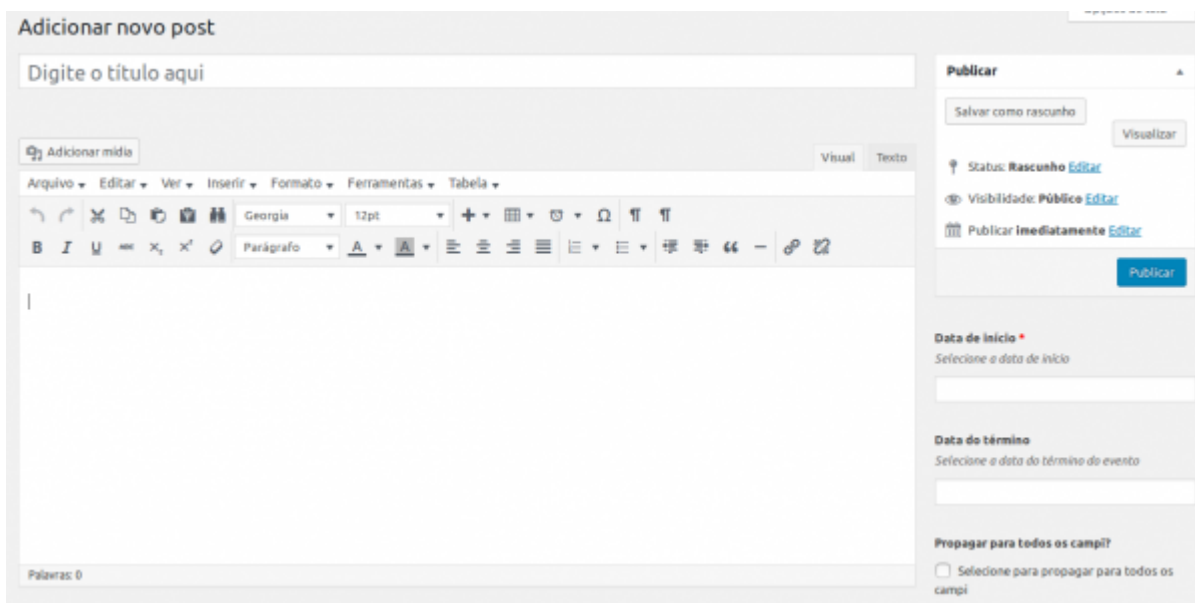 Adicionar novo post
Digite o título aqui
Adicionar mídia
Visual Texto
Arquivo Editar Ver Inserir Formato Ferramentas Tabela
Georgia 12pt
B I U ABC X₂ X² Parágrafo A A
Palavras: 0
Publicar
Salvar como rascunho
Visualizar
Status: Rascunho Editar
Visibilidade: Público Editar
Publicar imediatamente Editar
Publicar
Data de início *
Selecione a data de início
Data do término
Selecione a data do término do evento
Propagar para todos os campi?
Selecione para propagar para todos os
campi